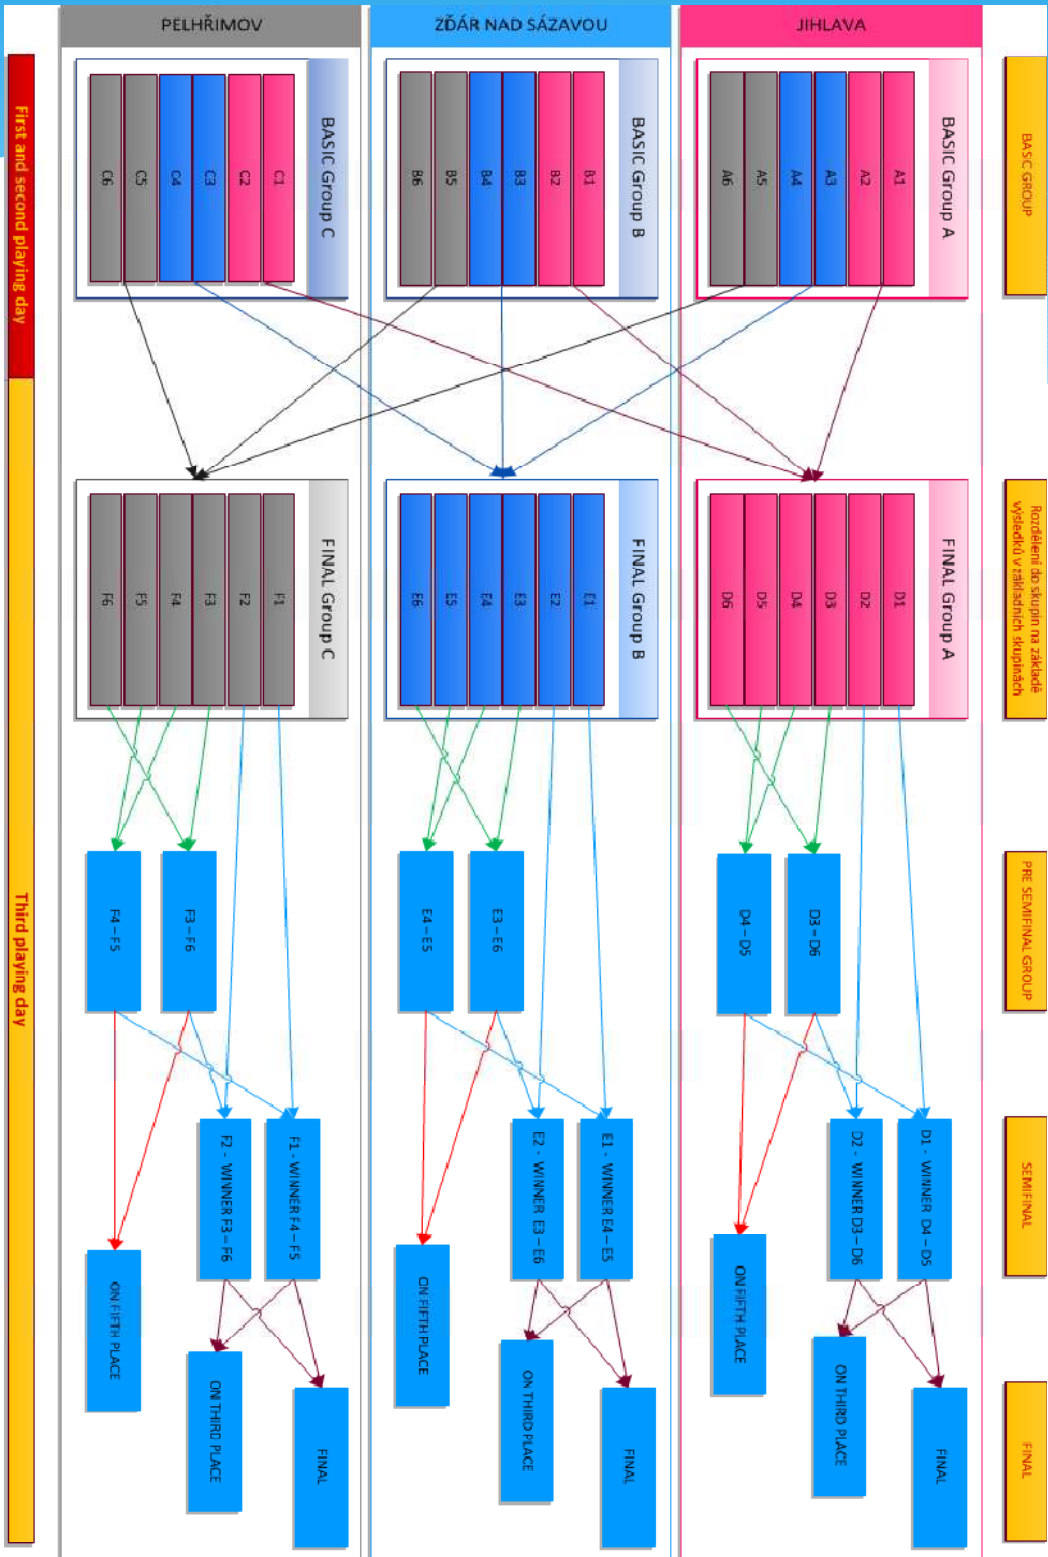 BASIC GROUP
Rozdělení do skupin na základě
výsledků v základních skupinách
PRE SEMIFINAL GROUP
SEMIFINAL
FINAL
JIHLAVA
BASIC Group A
A1
A2
A3
A4
A5
A6
FINAL Group A
D1
D2
D3
D4
D5
D6
D3 – D6
D4 – D5
D1 - WINNER D4 – D5
D2 - WINNER D3 – D6
ON FIFTH PLACE
FINAL
ON THIRD PLACE
ŽĎÁR NAD SÁZAVOU
BASIC Group B
B1
B2
B3
B4
B5
B6
FINAL Group B
E1
E2
E3
E4
E5
E6
E3 – E6
E4 – E5
E1 - WINNER E4 – E5
E2 - WINNER E3 – E6
ON FIFTH PLACE
FINAL
ON THIRD PLACE
PELHŘIMOV
BASIC Group C
C1
C2
C3
C4
C5
C6
FINAL Group C
F1
F2
F3
F4
F5
F6
F3 – F6
F4 – F5
F1 - WINNER F4 – F5
F2 - WINNER F3 – F6
ON FIFTH PLACE
FINAL
ON THIRD PLACE
First and second playing day
Third playing day